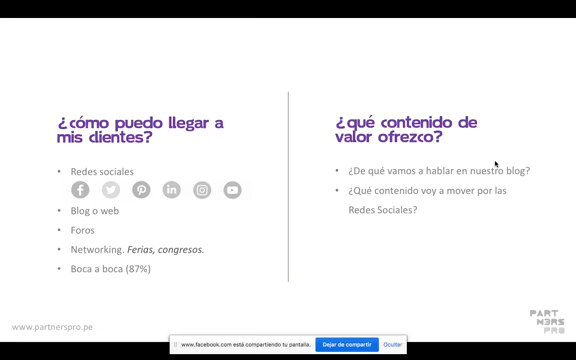 ¿cómo puedo llegar a
mis clientes?
• Redes sociales
• Blog o web
• Foros
• Networking. Ferias, congresos.
• Boca a boca (87%)
¿qué contenido de
valor ofrezco?
• ¿De qué vamos a hablar en nuestro blog?
• ¿Qué contenido voy a mover por las
Redes Sociales?
www.partnerspro.pe
PART
N3RS
PRO
www.facebook.com está compartiendo tu pantalla.
Dejar de compartir
Ocultar